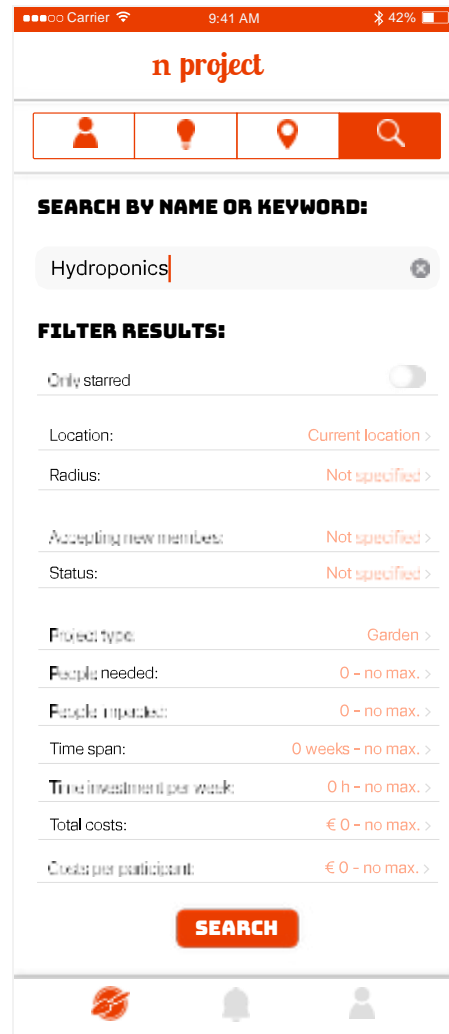 Carrier 9:41 AM 42%
n project
SEARCH BY NAME OR KEYWORD:
Hydroponics
FILTER RESULTS:
Only starred
Location: Current location >
Radius: Not specified >
Accepting new membes: Not specified >
Status: Not specified >
Project type: Garden >
People needed: 0 – no max. >
People impacted: 0 – no max. >
Time span: 0 weeks – no max. >
Time investment per week: 0 h – no max. >
Total costs: € 0 – no max. >
Costs per participant: € 0 – no max. >
SEARCH